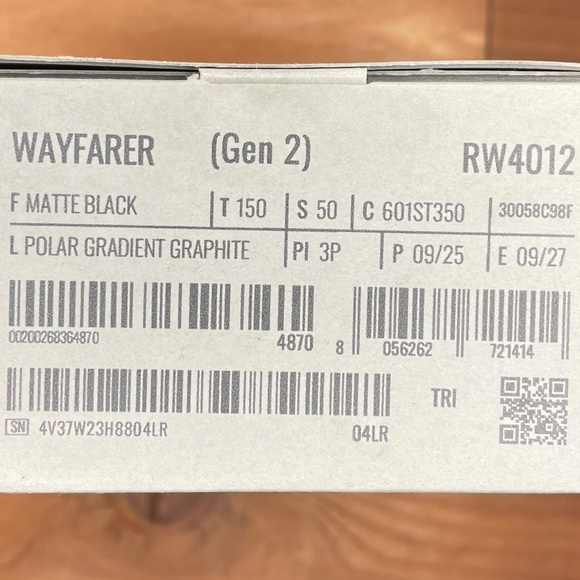 WAYFARER (Gen 2) RW4012
F MATTE BLACK T 150 S 50 C 601ST350 30058C98F
L POLAR GRADIENT GRAPHITE PI 3P P 09/25 E 09/27
00200268364870 4870 8 056262 721414
TRI
SN 4V37W23H8804LR 04LR